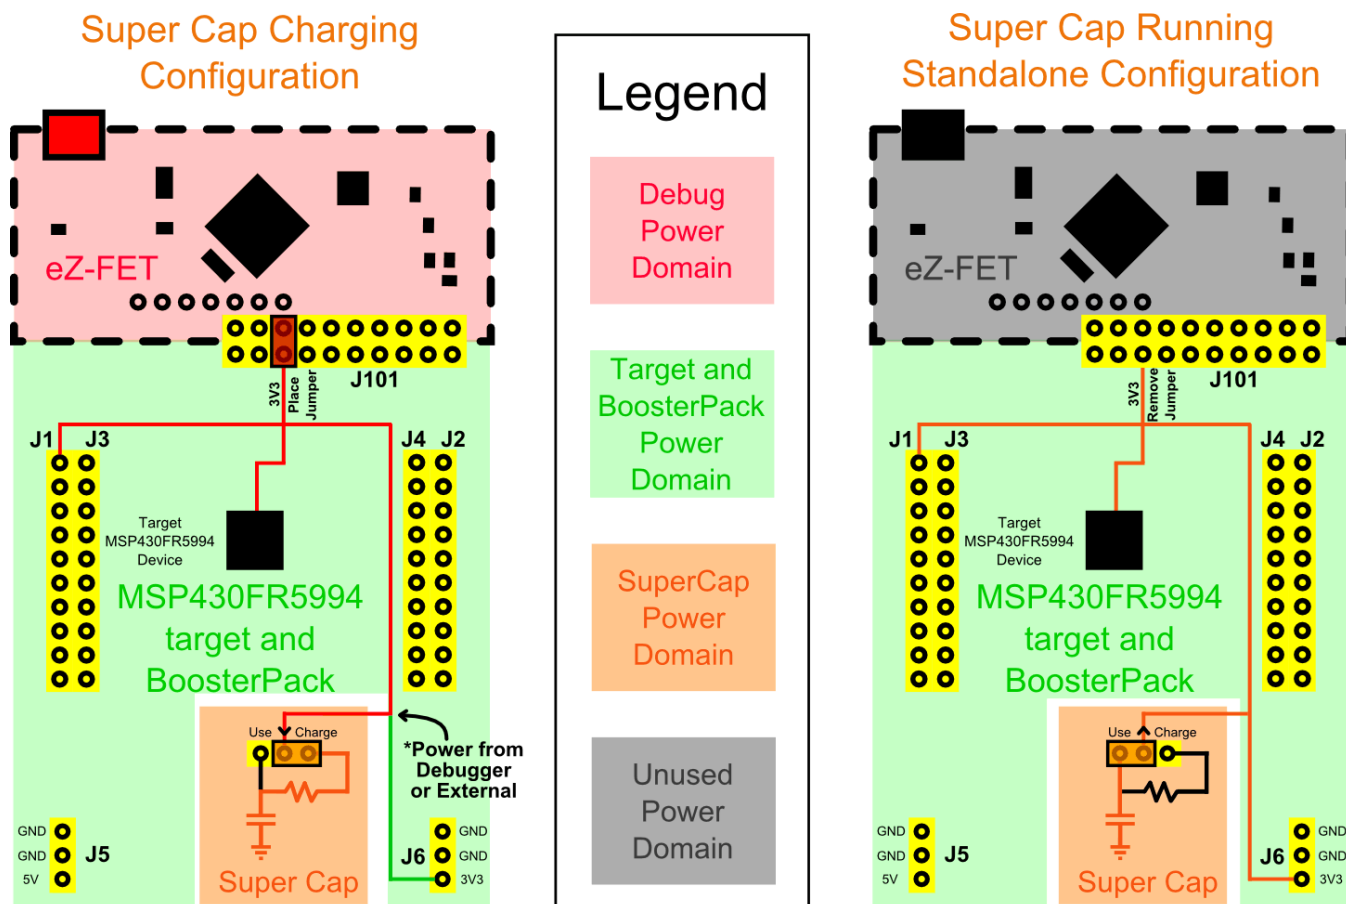 Super Cap Charging
Configuration
eZ-FET
J101
3V3
Place
Jumper
J1
J3
J4
J2
Target
MSP430FR5994
Device
MSP430FR5994
target and
BoosterPack
Use
Charge
*Power from
Debugger
or External
Super Cap
GND
GND
5V
J5
J6
GND
GND
3V3
Legend
Debug
Power
Domain
Target and
BoosterPack
Power
Domain
SuperCap
Power
Domain
Unused
Power
Domain
Super Cap Running
Standalone Configuration
eZ-FET
J101
3V3
Remove
Jumper
J1
J3
J4
J2
Target
MSP430FR5994
Device
MSP430FR5994
target and
BoosterPack
Use
Charge
Super Cap
GND
GND
5V
J5
J6
GND
GND
3V3